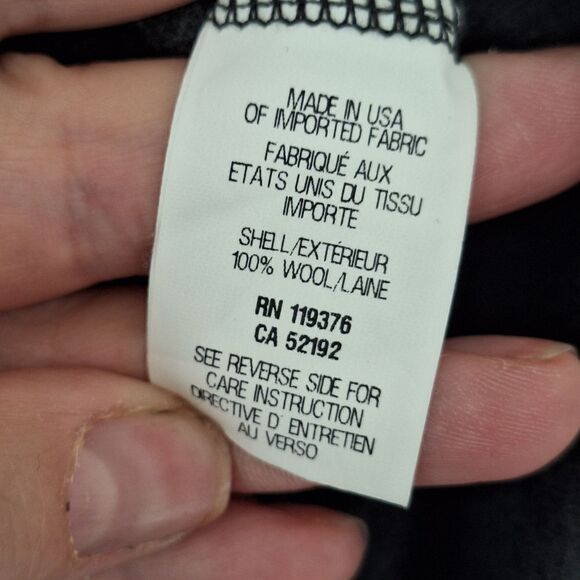 MADE IN USA
OF IMPORTED FABRIC
FABRIQUÉ AUX
ETATS UNIS DU TISSU
IMPORTE
SHELL/EXTÉRIEUR
100% WOOL/LAINE
RN 119376
CA 52192
SEE REVERSE SIDE FOR
CARE INSTRUCTION
DIRECTIVE D' ENTRETIEN
AU VERSO